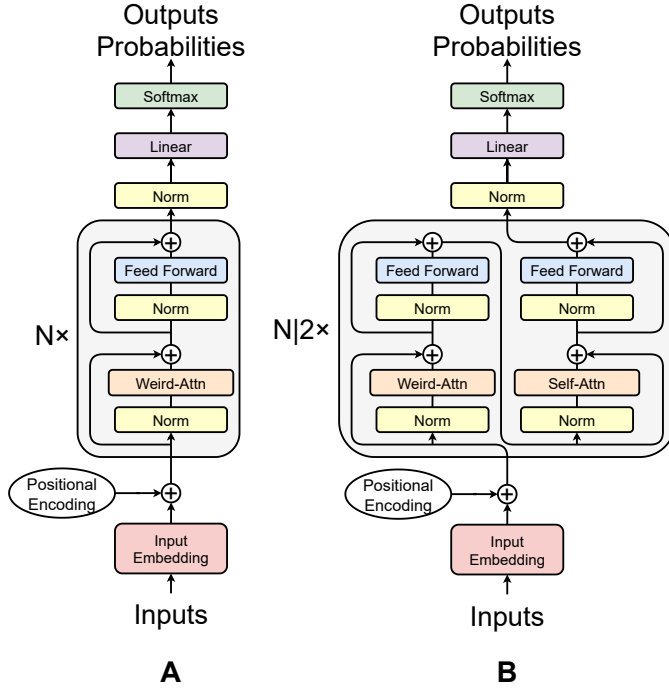 Outputs
Probabilities
Softmax
Linear
Norm
Feed Forward
Norm
N×
Weird-Attn
Norm
Positional
Encoding
Input
Embedding
Inputs
A
Outputs
Probabilities
Softmax
Linear
Norm
Feed Forward
Norm
N|2×
Weird-Attn
Norm
Feed Forward
Norm
Self-Attn
Norm
Positional
Encoding
Input
Embedding
Inputs
B